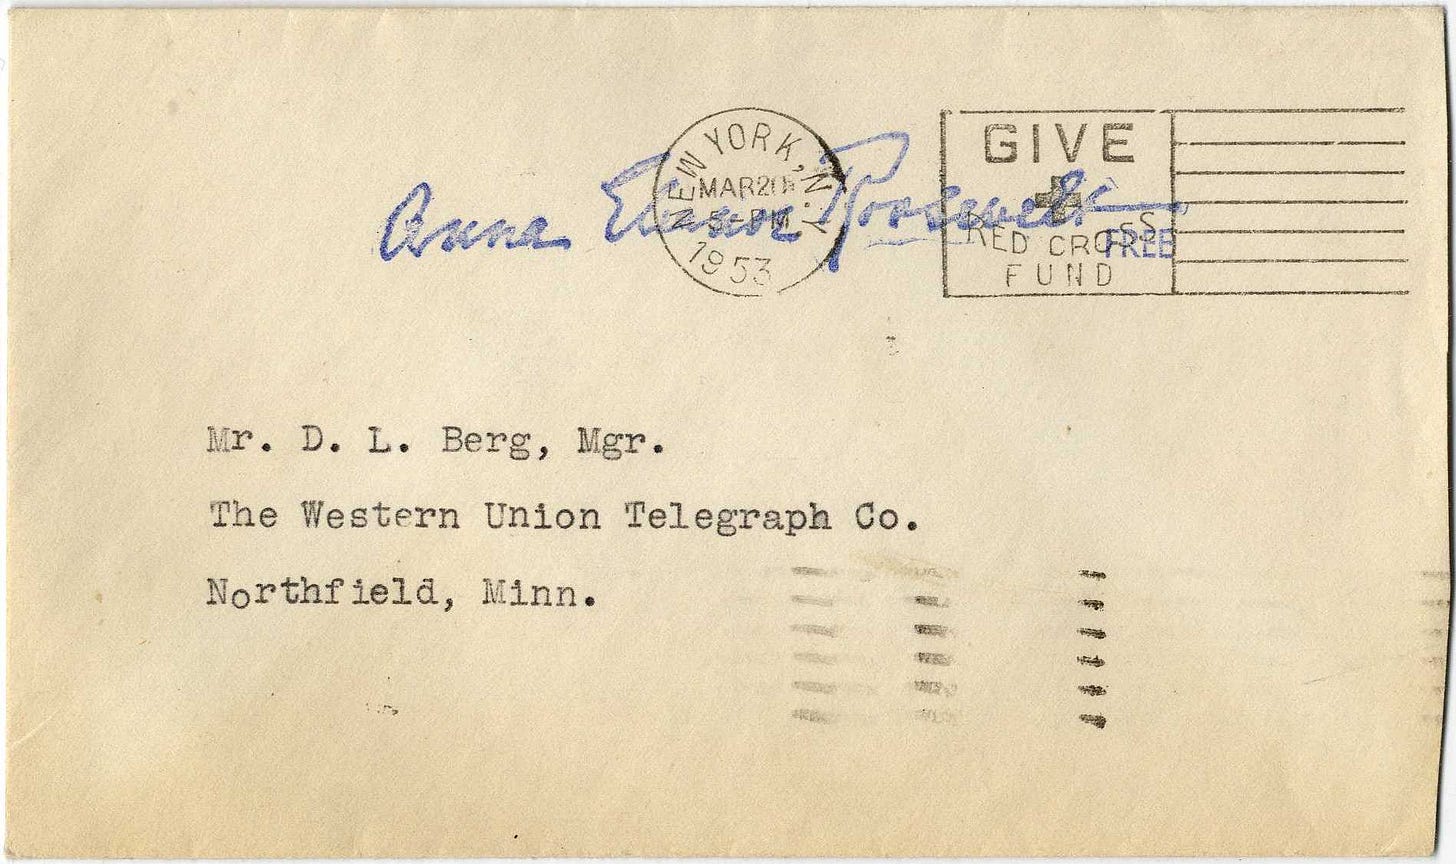 NEW YORK, N.Y.
MAR 20
5 - PM
1953
Anna Eleanor Roosevelt
GIVE
RED CROSS
FUND
FREE
Mr. D. L. Berg, Mgr.
The Western Union Telegraph Co.
Northfield, Minn.